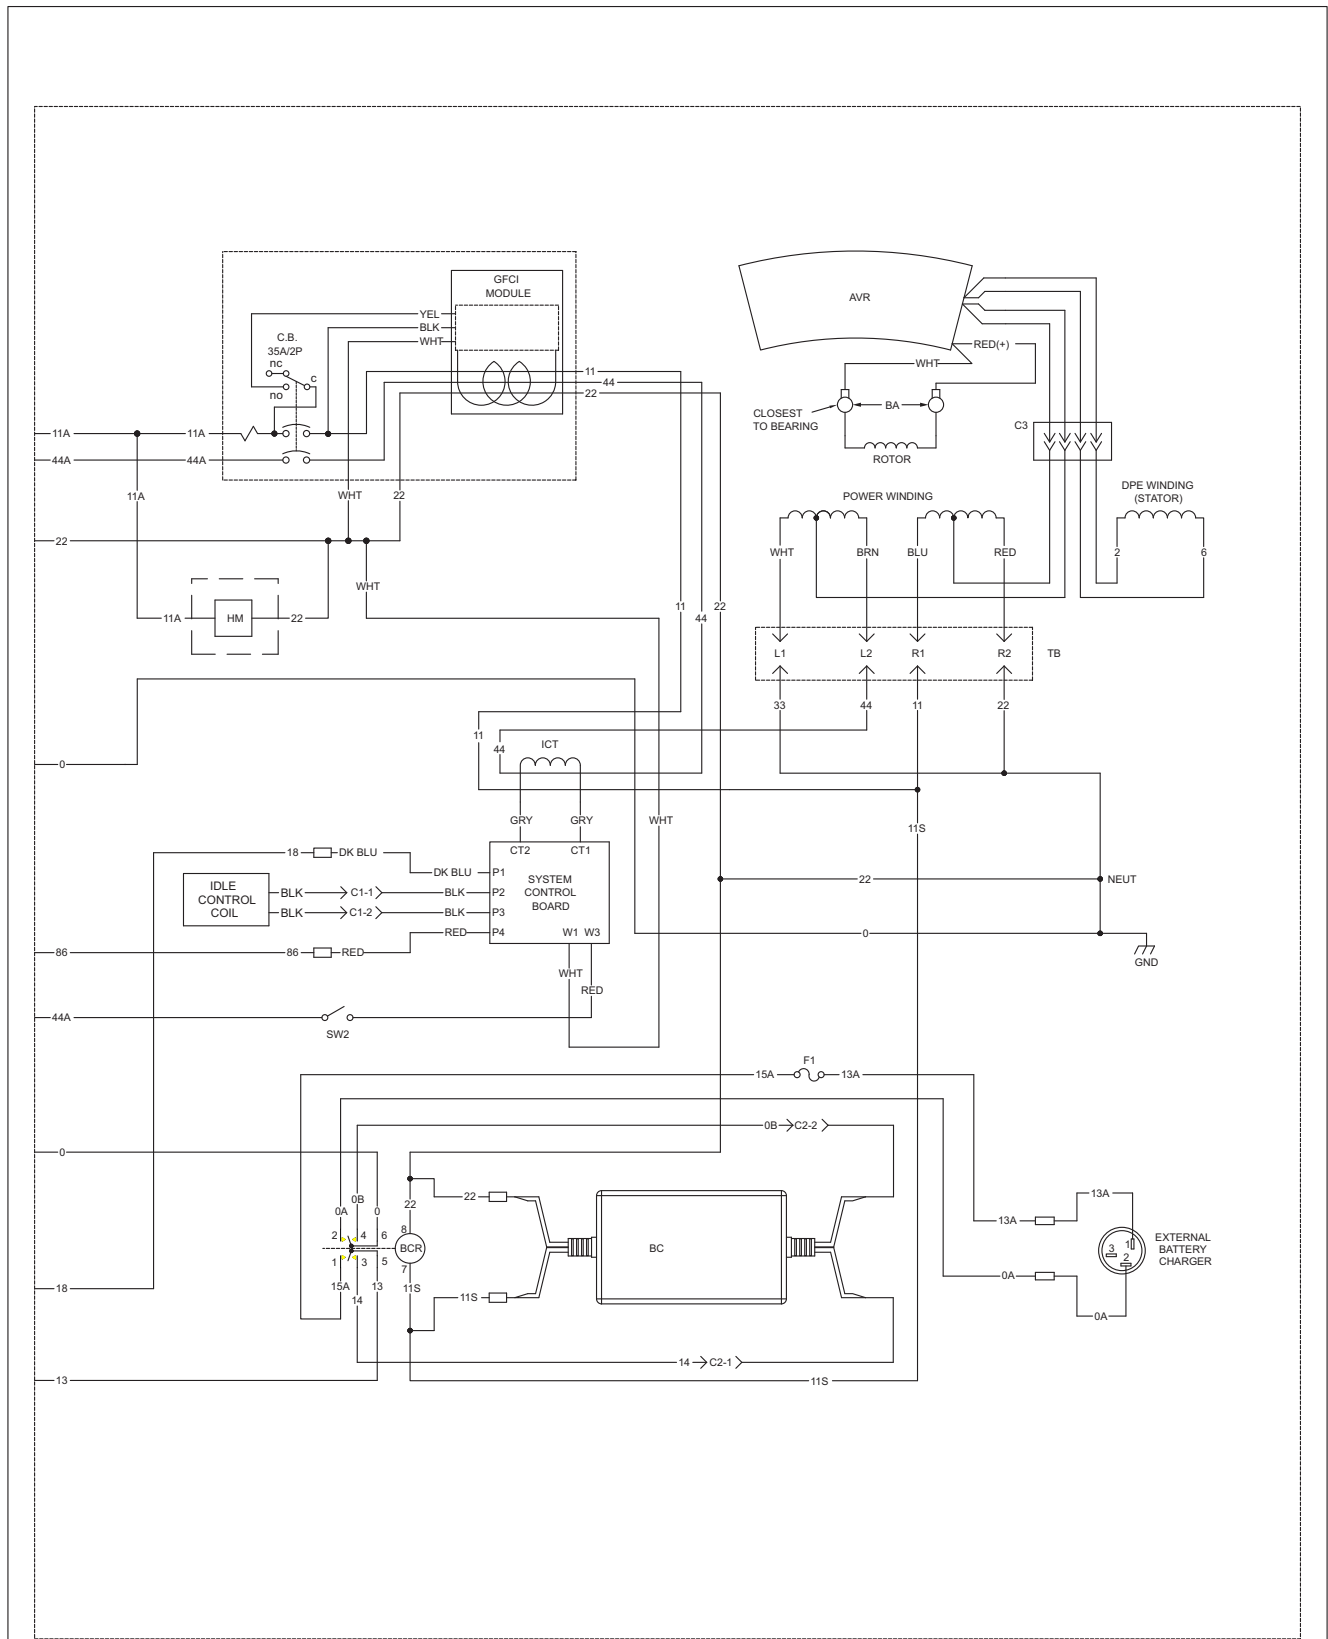 GFCI
MODULE
YEL
BLK
WHT
C.B.
35A/2P
nc
c
no
11
44
22
11A
11A
44A
44A
11A
WHT
22
22
WHT
11A
HM
22
11
44
22
AVR
RED(+)
WHT
CLOSEST
TO BEARING
BA
ROTOR
C3
POWER WINDING
DPE WINDING
(STATOR)
WHT
BRN
BLU
RED
2
6
L1
L2
R1
R2
TB
33
44
11
22
11
44
ICT
0
GRY
GRY
WHT
11S
CT2
CT1
18
DK BLU
DK BLU
P1
IDLE
CONTROL
COIL
BLK
C1-1
BLK
P2
BLK
C1-2
BLK
P3
SYSTEM
CONTROL
BOARD
86
86
RED
RED
P4
W1
W3
WHT
RED
22
NEUT
0
GND
44A
SW2
15A
F1
13A
0B
C2-2
0
0A
0B
0
22
22
2
4
6
8
BCR
1
3
5
7
15A
14
13
11S
11S
BC
13A
13A
3
1
2
EXTERNAL
BATTERY
CHARGER
0A
0A
18
14
C2-1
13
11S